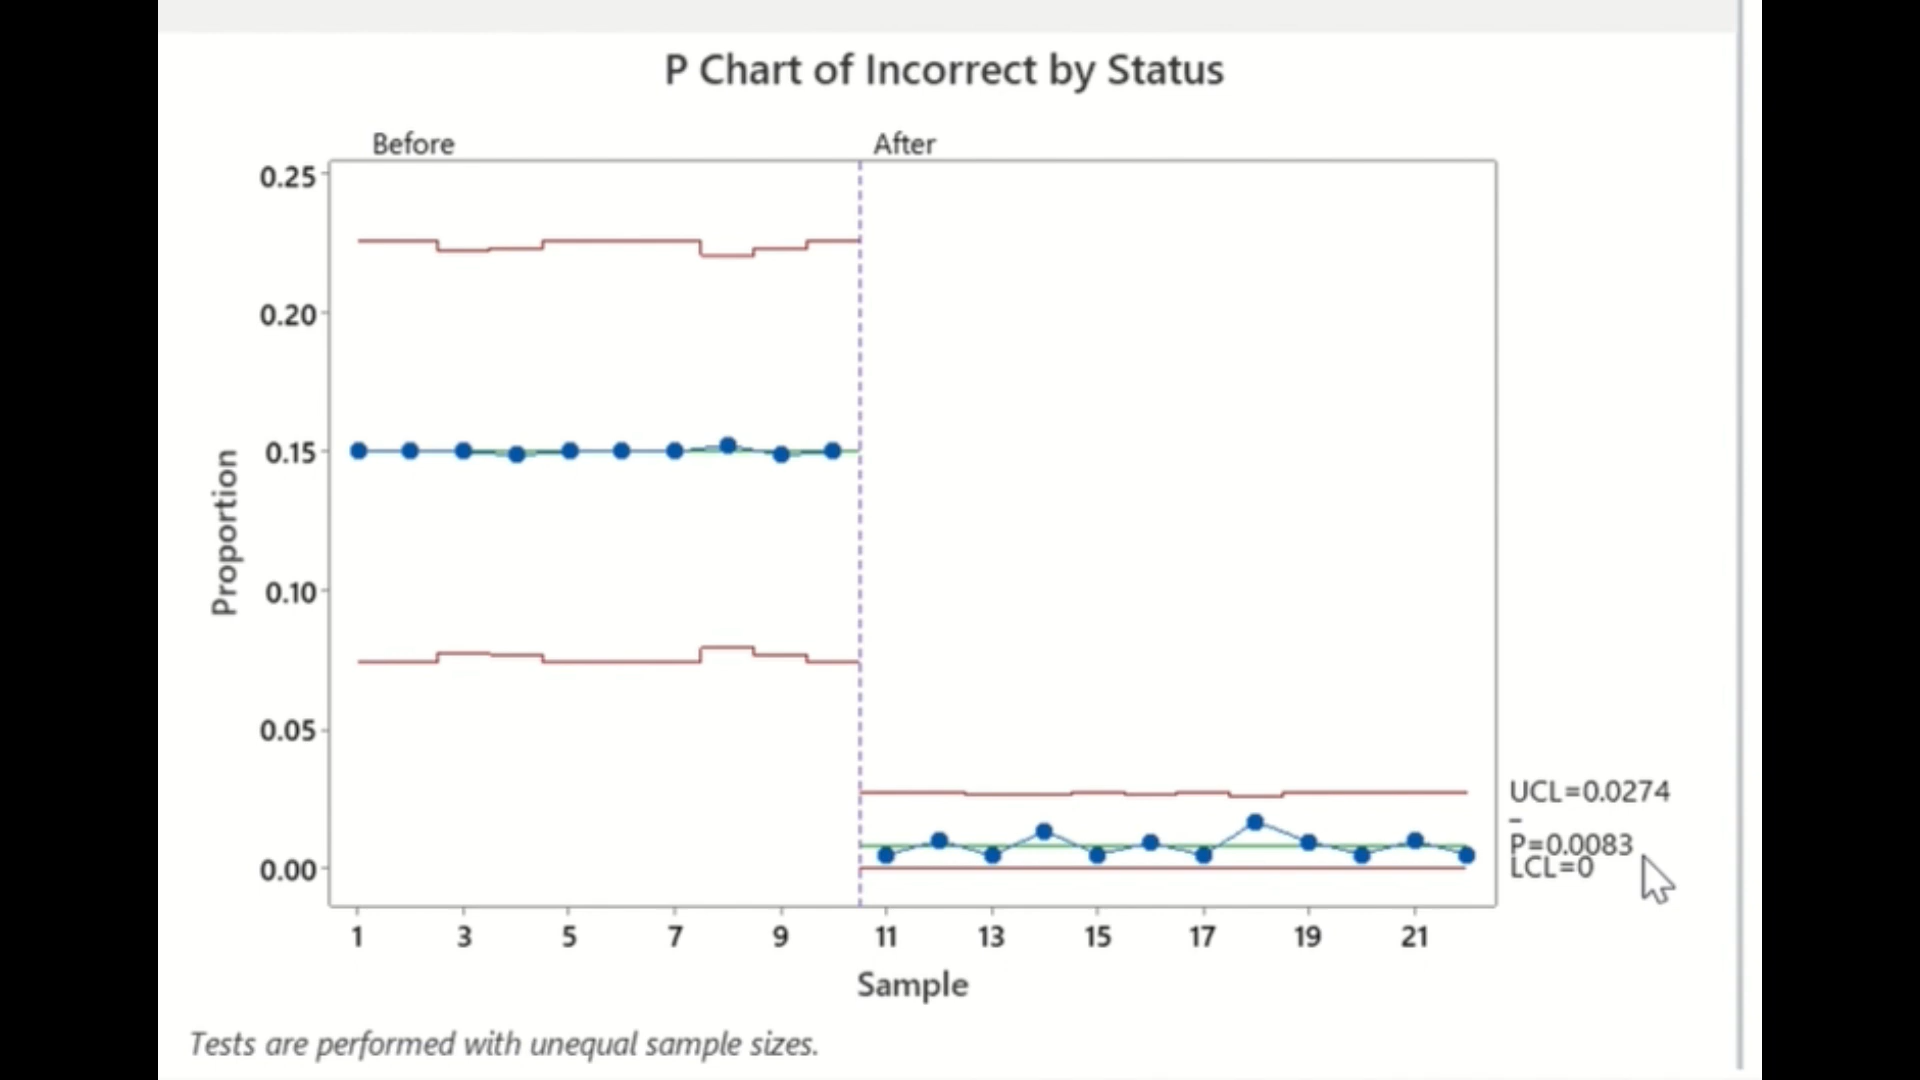 P Chart of Incorrect by Status
Before After
0.25
0.20
0.15
0.10
0.05
0.00
Proportion
UCL=0.0274
P̄=0.0083
LCL=0
1 3 5 7 9 11 13 15 17 19 21
Sample
Tests are performed with unequal sample sizes.